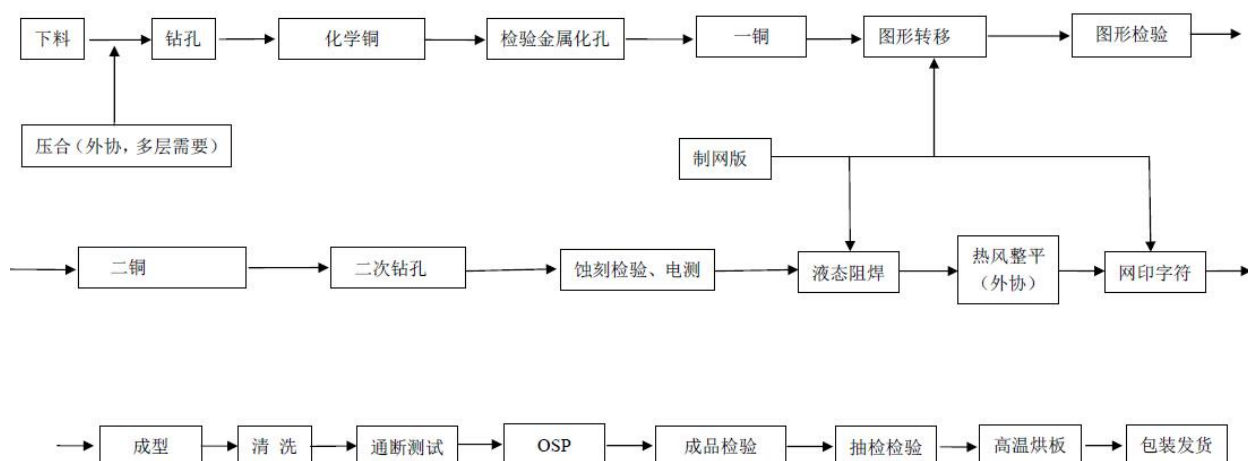 下料
钻孔
化学铜
检验金属化孔
一铜
图形转移
图形检验
压合（外协，多层需要）
制网版
二铜
二次钻孔
蚀刻检验、电测
液态阻焊
热风整平
（外协）
网印字符
成型
清 洗
通断测试
OSP
成品检验
抽检检验
高温烘板
包装发货